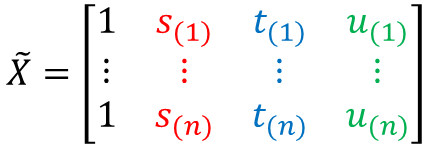 X̃ = [1 s₍₁₎ t₍₁₎ u₍₁₎
⋮ ⋮ ⋮ ⋮
1 s₍ₙ₎ t₍ₙ₎ u₍ₙ₎]